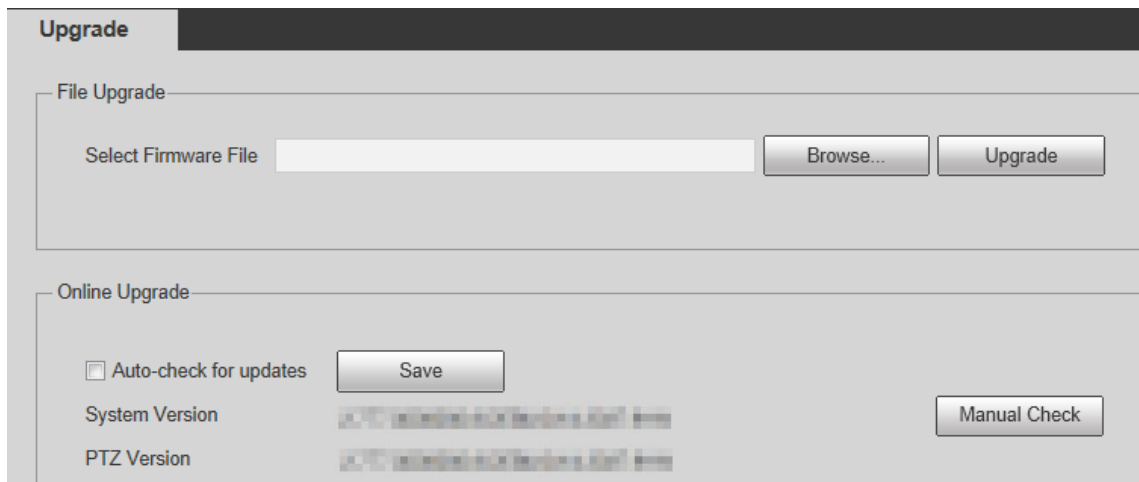 Upgrade
File Upgrade
Select Firmware File Browse... Upgrade
Online Upgrade
Auto-check for updates Save
System Version Manual Check
PTZ Version